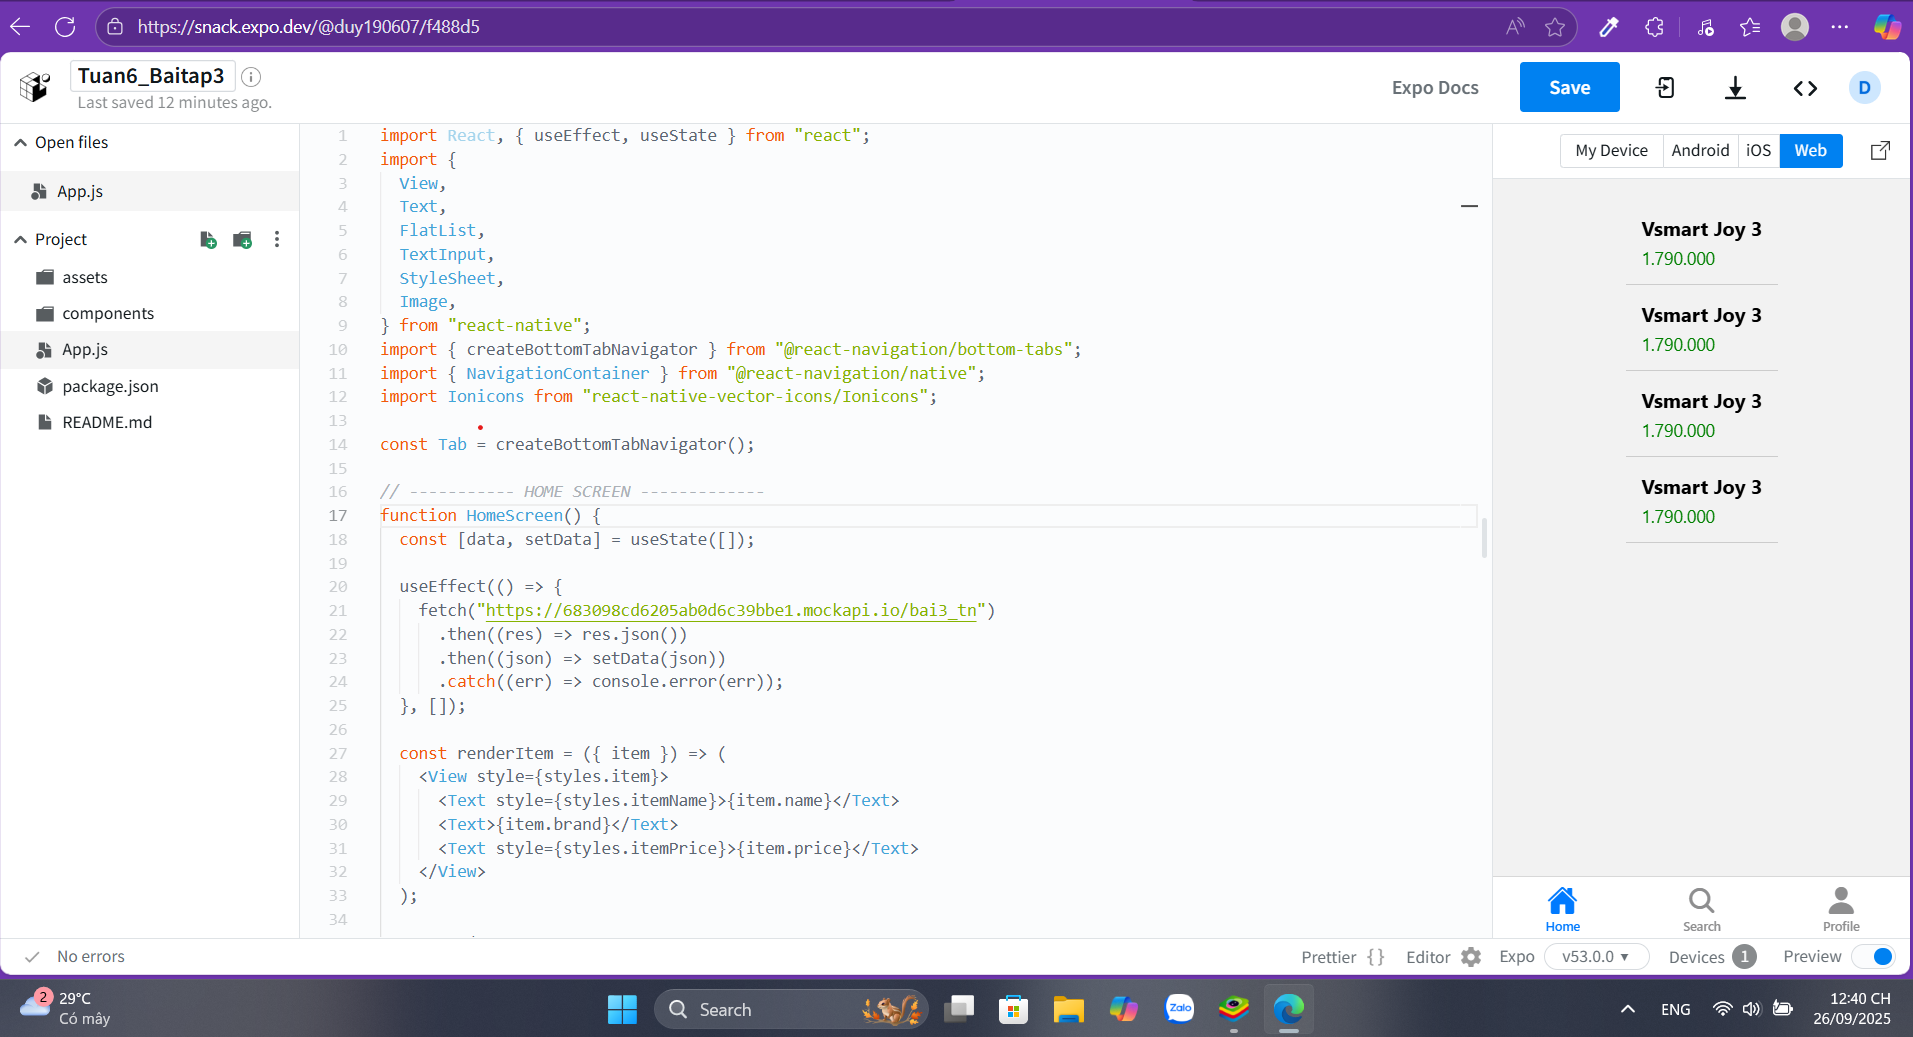 https://snack.expo.dev/@duy190607/f488d5
Tuan6_Baitap3
Last saved 12 minutes ago.
Expo Docs
Save
D
Open files
App.js
Project
assets
components
App.js
package.json
README.md
1 import React, { useEffect, useState } from "react";
2 import {
3 View,
4 Text,
5 FlatList,
6 TextInput,
7 StyleSheet,
8 Image,
9 } from "react-native";
10 import { createBottomTabNavigator } from "@react-navigation/bottom-tabs";
11 import { NavigationContainer } from "@react-navigation/native";
12 import Ionicons from "react-native-vector-icons/Ionicons";
13
14 const Tab = createBottomTabNavigator();
15
16 // ----------- HOME SCREEN -------------
17 function HomeScreen() {
18 const [data, setData] = useState([]);
19
20 useEffect(() => {
21 fetch("https://683098cd6205ab0d6c39bbe1.mockapi.io/bai3_tn")
22 .then((res) => res.json())
23 .then((json) => setData(json))
24 .catch((err) => console.error(err));
25 }, []);
26
27 const renderItem = ({ item }) => (
28 <View style={styles.item}>
29 <Text style={styles.itemName}>{item.name}</Text>
30 <Text>{item.brand}</Text>
31 <Text style={styles.itemPrice}>{item.price}</Text>
32 </View>
33 );
34
My Device
Android
iOS
Web
Vsmart Joy 3
1.790.000
Vsmart Joy 3
1.790.000
Vsmart Joy 3
1.790.000
Vsmart Joy 3
1.790.000
Home
Search
Profile
No errors
Prettier { }
Editor
Expo
v53.0.0
Devices 1
Preview
2
29°C
Có mây
Search
Zalo
ENG
12:40 CH
26/09/2025